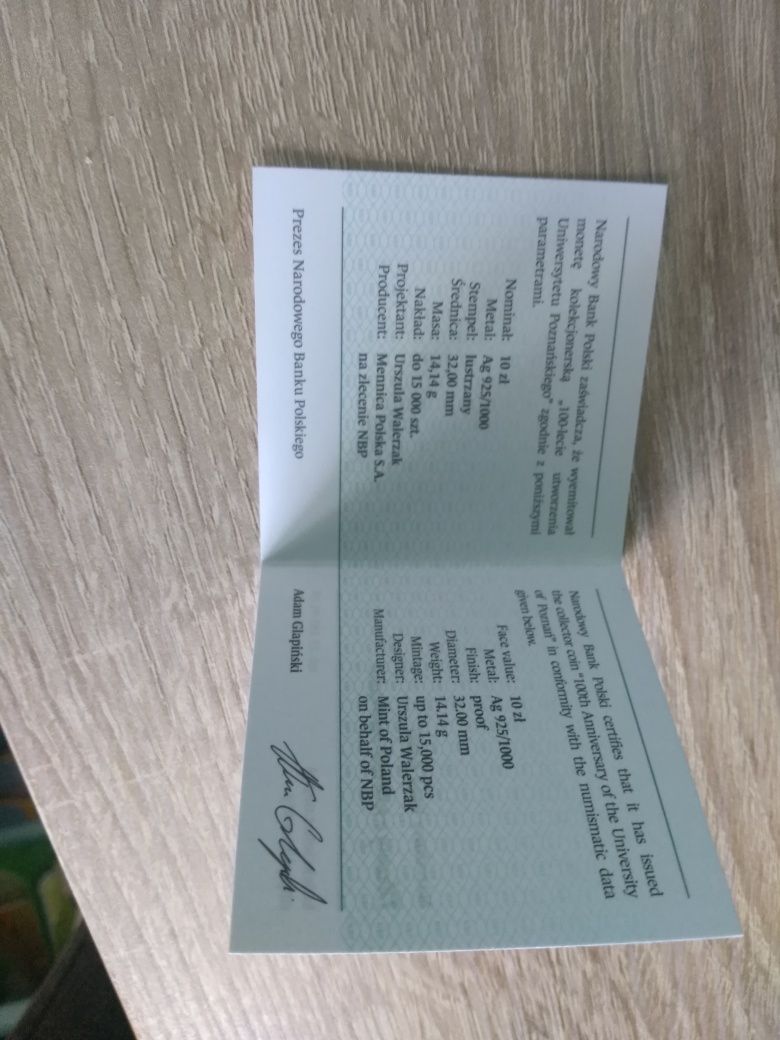 Narodowy Bank Polski zaświadcza, że wyemitował
monetę kolekcjonerską „100-lecie utworzenia
Uniwersytetu Poznańskiego” zgodnie z poniższymi
parametrami.
Nominał: 10 zł
Metal: Ag 925/1000
Stempel: lustrzany
Średnica: 32,00 mm
Masa: 14,14 g
Nakład: do 15 000 szt.
Projektant: Urszula Walerzak
Producent: Mennica Polska S.A.
na zlecenie NBP
Narodowy Bank Polski certifies that it has issued
the collector coin “100th Anniversary of the University
of Poznań” in conformity with the numismatic data
given below.
Face value: 10 zł
Metal: Ag 925/1000
Finish: proof
Diameter: 32.00 mm
Weight: 14.14 g
Mintage: up to 15,000 pcs
Designer: Urszula Walerzak
Manufacturer: Mint of Poland
on behalf of NBP
Prezes Narodowego Banku Polskiego
Adam Glapiński